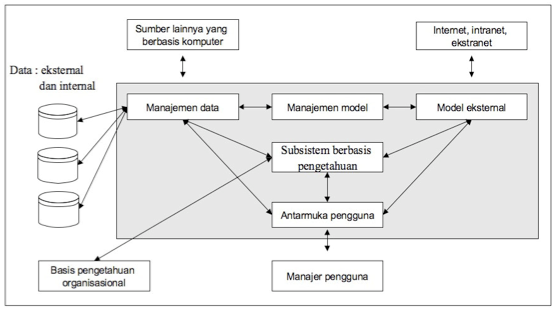 Sumber lainnya yang
berbasis komputer
Internet, intranet,
ekstranet
Data : eksternal
dan internal
Manajemen data
Manajemen model
Model eksternal
Subsistem berbasis
pengetahuan
Antarmuka pengguna
Basis pengetahuan
organisasional
Manajer pengguna